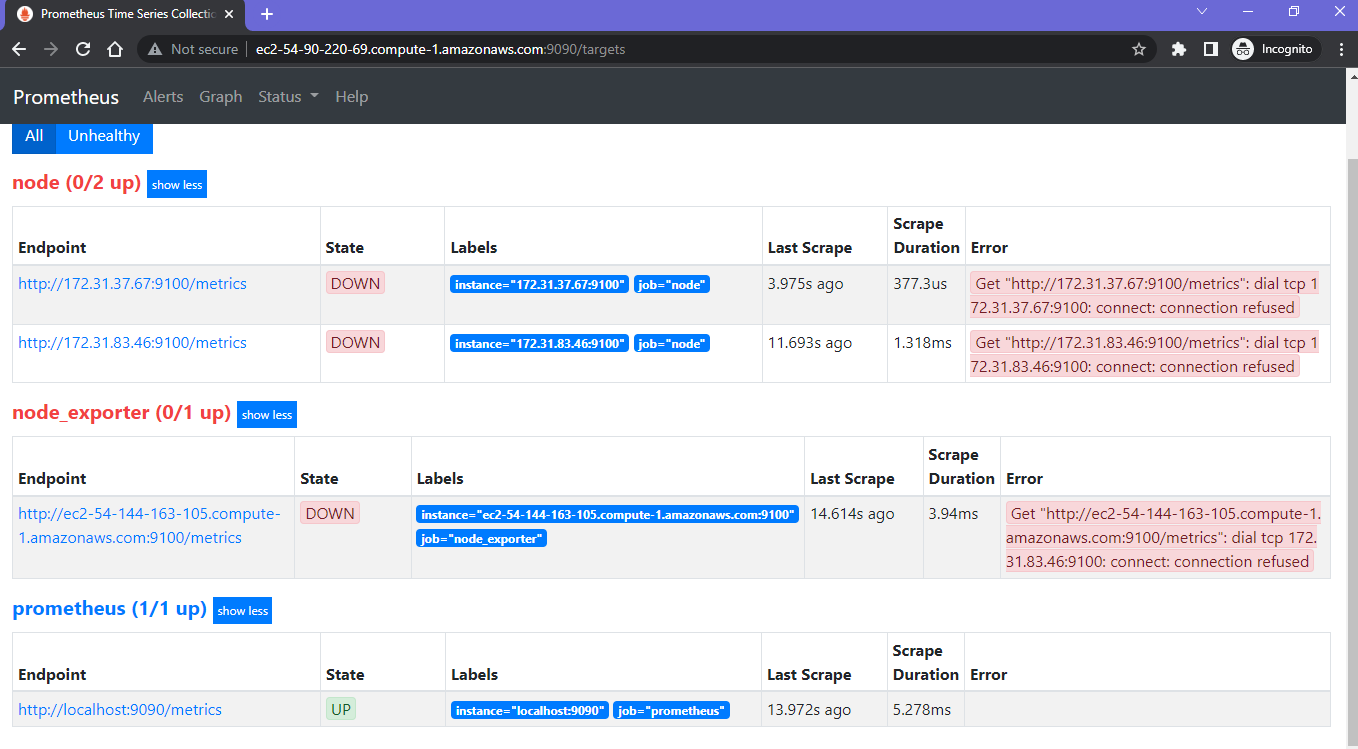 Prometheus Time Series Collectio
Not secure ec2-54-90-220-69.compute-1.amazonaws.com:9090/targets Incognito
Prometheus Alerts Graph Status Help
All Unhealthy
node (0/2 up) show less
Endpoint State Labels Last Scrape Scrape Duration Error
http://172.31.37.67:9100/metrics DOWN instance="172.31.37.67:9100" job="node" 3.975s ago 377.3us Get "http://172.31.37.67:9100/metrics": dial tcp 1
72.31.37.67:9100: connect: connection refused
http://172.31.83.46:9100/metrics DOWN instance="172.31.83.46:9100" job="node" 11.693s ago 1.318ms Get "http://172.31.83.46:9100/metrics": dial tcp 1
72.31.83.46:9100: connect: connection refused
node_exporter (0/1 up) show less
Endpoint State Labels Last Scrape Scrape Duration Error
http://ec2-54-144-163-105.compute- DOWN instance="ec2-54-144-163-105.compute-1.amazonaws.com:9100" 14.614s ago 3.94ms Get "http://ec2-54-144-163-105.compute-1.
1.amazonaws.com:9100/metrics job="node_exporter" amazonaws.com:9100/metrics": dial tcp 172.
31.83.46:9100: connect: connection refused
prometheus (1/1 up) show less
Endpoint State Labels Last Scrape Scrape Duration Error
http://localhost:9090/metrics UP instance="localhost:9090" job="prometheus" 13.972s ago 5.278ms